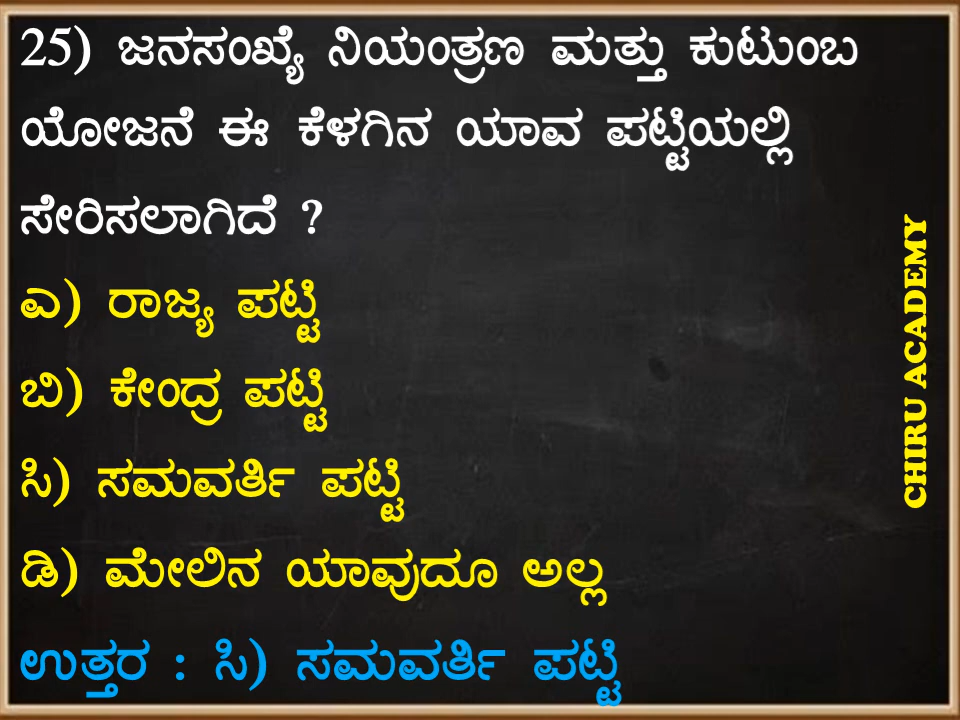 25) ಜನಸಂಖ್ಯೆ ನಿಯಂತ್ರಣ ಮತ್ತು ಕುಟುಂಬ
ಯೋಜನೆ ಈ ಕೆಳಗಿನ ಯಾವ ಪಟ್ಟಿಯಲ್ಲಿ
ಸೇರಿಸಲಾಗಿದೆ ?
ಎ) ರಾಜ್ಯ ಪಟ್ಟಿ
ಬಿ) ಕೇಂದ್ರ ಪಟ್ಟಿ
ಸಿ) ಸಮವರ್ತಿ ಪಟ್ಟಿ
ಡಿ) ಮೇಲಿನ ಯಾವುದೂ ಅಲ್ಲ
ಉತ್ತರ : ಸಿ) ಸಮವರ್ತಿ ಪಟ್ಟಿ
CHIRU ACADEMY